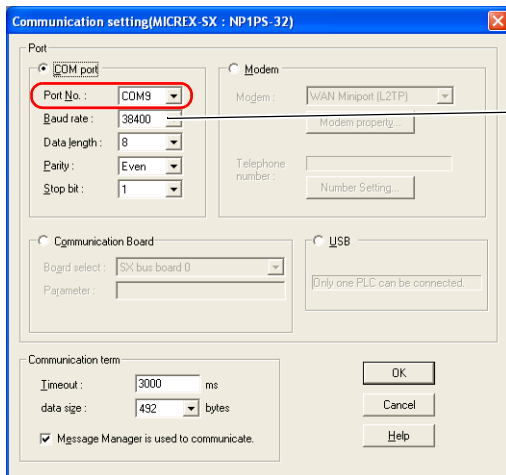 Communication setting(MICREX-SX : NP1PS-32)
Port
COM port
Port No. : COM9
Baud rate : 38400
Data length : 8
Parity : Even
Stop bit : 1
Modem
Modem : WAN Miniport (L2TP)
Modem property...
Telephone
number :
Number Setting...
Communication Board
Board select : SX bus board 0
Parameter :
USB
Only one PLC can be connected.
Communication term
Timeout : 3000 ms
data size : 492 bytes
Message Manager is used to communicate.
OK
Cancel
Help